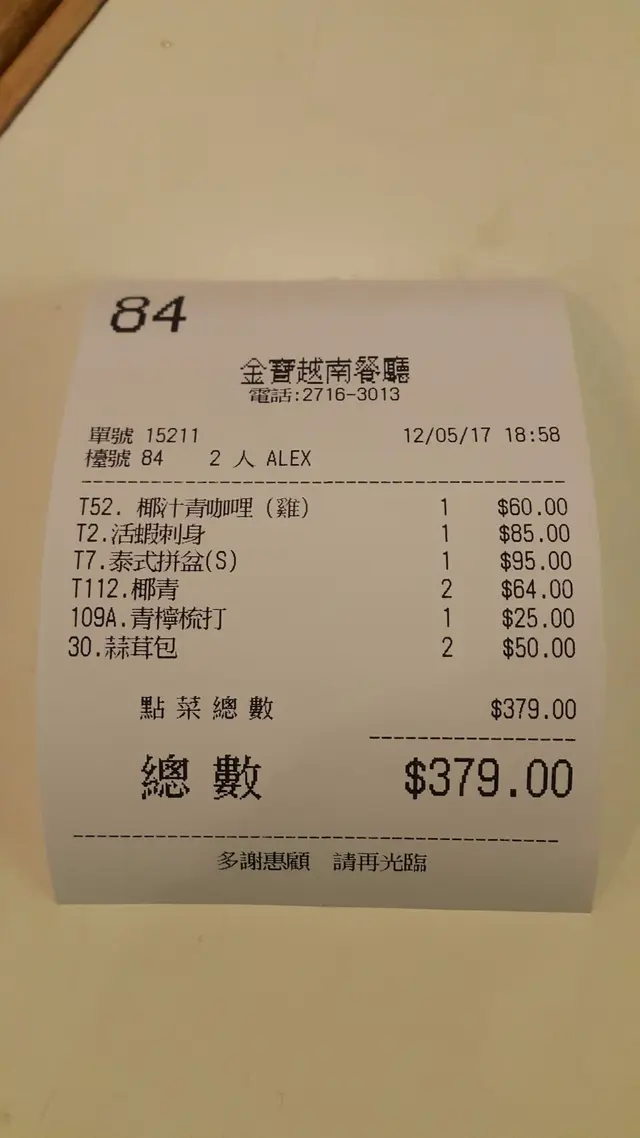 84
金寶越南餐廳
電話:2716-3013
單號 15211 12/05/17 18:58
檯號 84 2 人 ALEX
T52. 椰汁青咖哩 (雞) 1 $60.00
T2.活蝦刺身 1 $85.00
T7.泰式拼盆(S) 1 $95.00
T112.椰青 2 $64.00
109A.青檸梳打 1 $25.00
30.蒜茸包 2 $50.00
點菜總數 $379.00
總數 $379.00
多謝惠顧 請再光臨